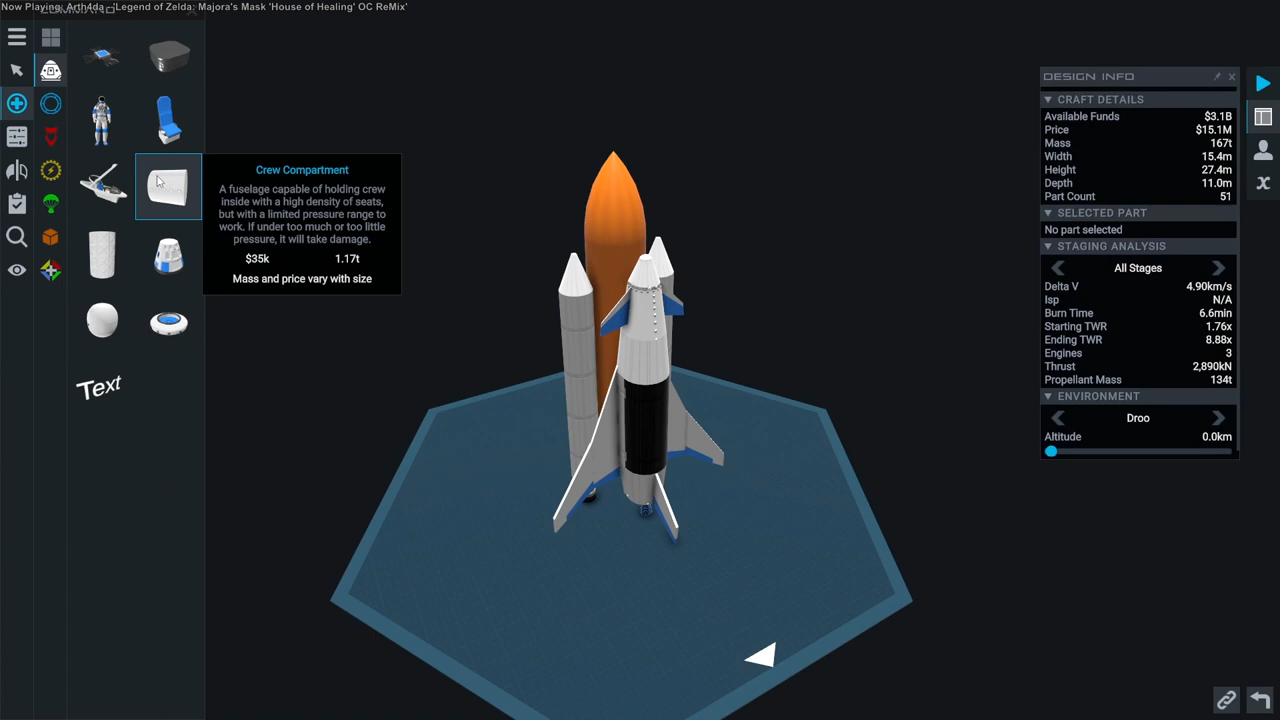 Now Playing: ArthAda - 'Legend of Zelda: Majora's Mask 'House of Healing' OC ReMix'
Crew Compartment
A fuselage capable of holding crew
inside with a high density of seats,
but with a limited pressure range to
work. If under too much or too little
pressure, it will take damage.
$35k 1.17t
Mass and price vary with size
Text
DESIGN INFO
CRAFT DETAILS
Available Funds $3.1B
Price $15.1M
Mass 167t
Width 15.4m
Height 27.4m
Depth 11.0m
Part Count 51
SELECTED PART
No part selected
STAGING ANALYSIS
All Stages
Delta V 4.90km/s
Isp N/A
Burn Time 6.6min
Starting TWR 1.76x
Ending TWR 8.88x
Engines 3
Thrust 2,890kN
Propellant Mass 134t
ENVIRONMENT
Droo
Altitude 0.0km